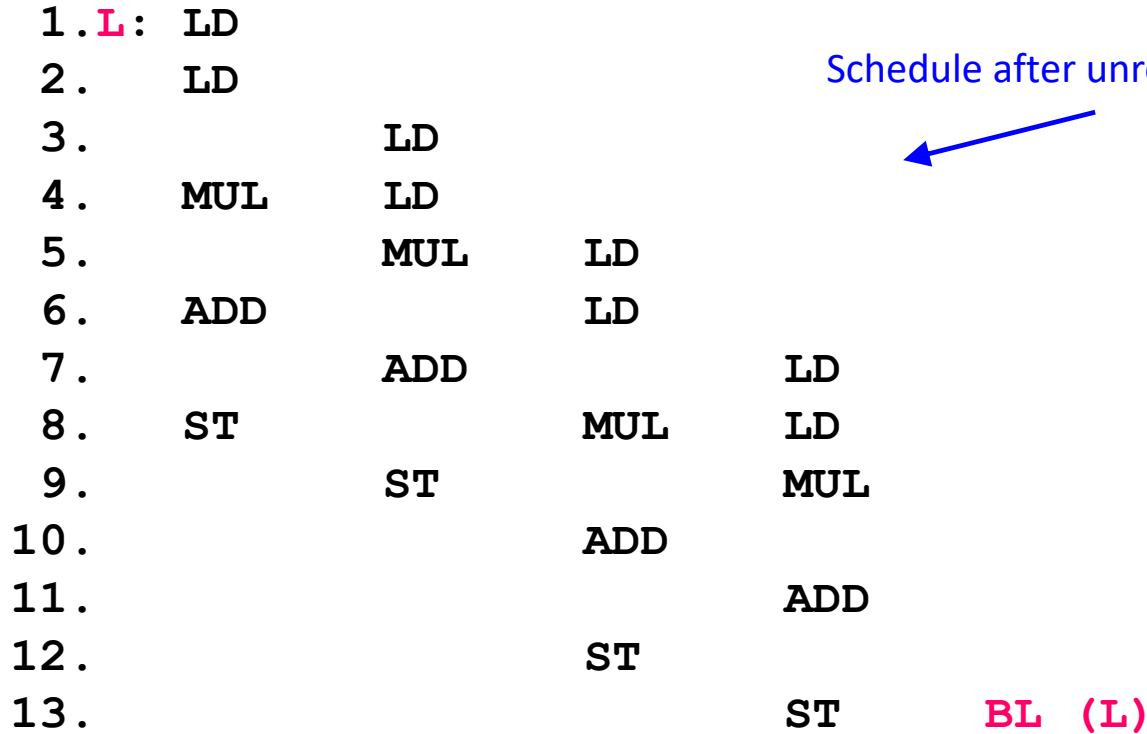 1.L: LD
Schedule after
2. LD
3. LD
4. MUL LD
5. MUL LD
6. ADD LD
7. ADD LD
8. ST MUL LD
9. ST MUL
10. ADD
11. ADD
12. ST
13. ST BL (L)